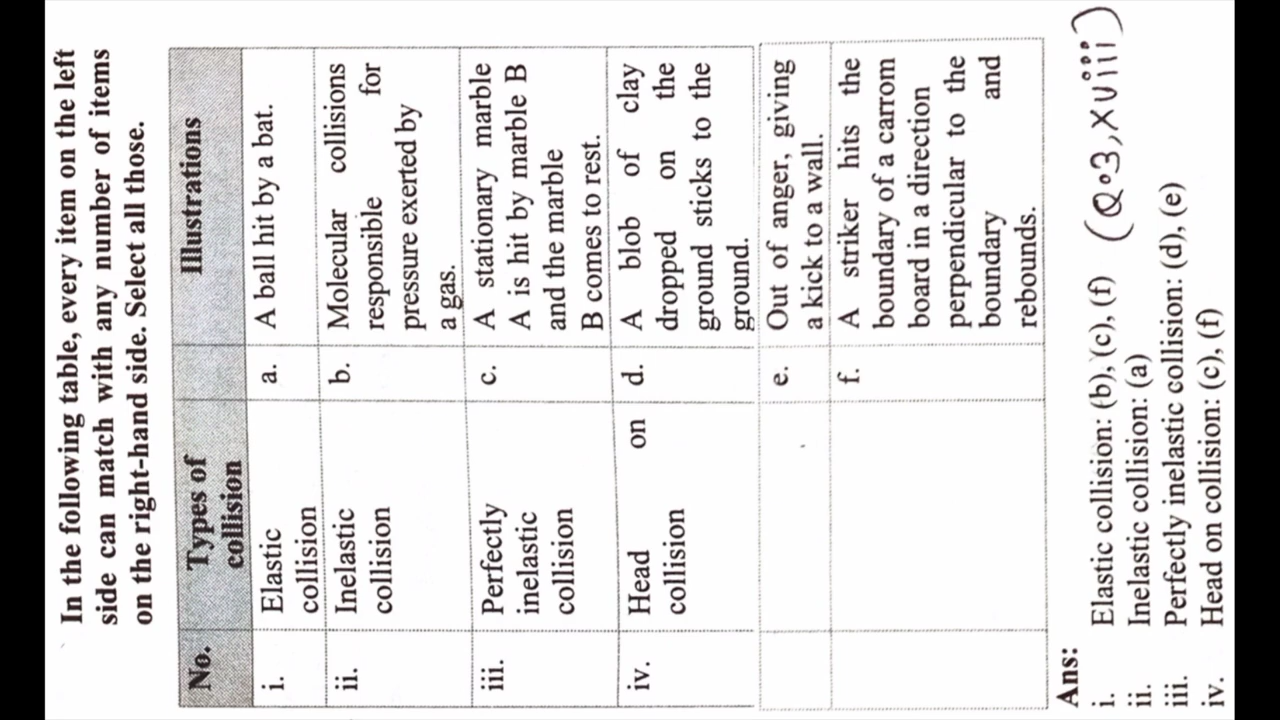 In the following table, every item on the left
side can match with any number of items
on the right-hand side. Select all those.
No. Types of collision Illustrations
i. Elastic collision a. A ball hit by a bat.
ii. Inelastic collision b. Molecular collisions
responsible for
pressure exerted by
a gas.
iii. Perfectly inelastic collision c. A stationary marble
A is hit by marble B
and the marble
B comes to rest.
iv. Head on collision d. A blob of clay
dropped on the
ground sticks to the
ground.
e. Out of anger, giving
a kick to a wall.
f. A striker hits the
boundary of a carrom
board in a direction
perpendicular to the
boundary and
rebounds.
Ans:
i. Elastic collision: (b), (c), (f) (Q.3, xviii)
ii. Inelastic collision: (a)
iii. Perfectly inelastic collision: (d), (e)
iv. Head on collision: (c), (f)